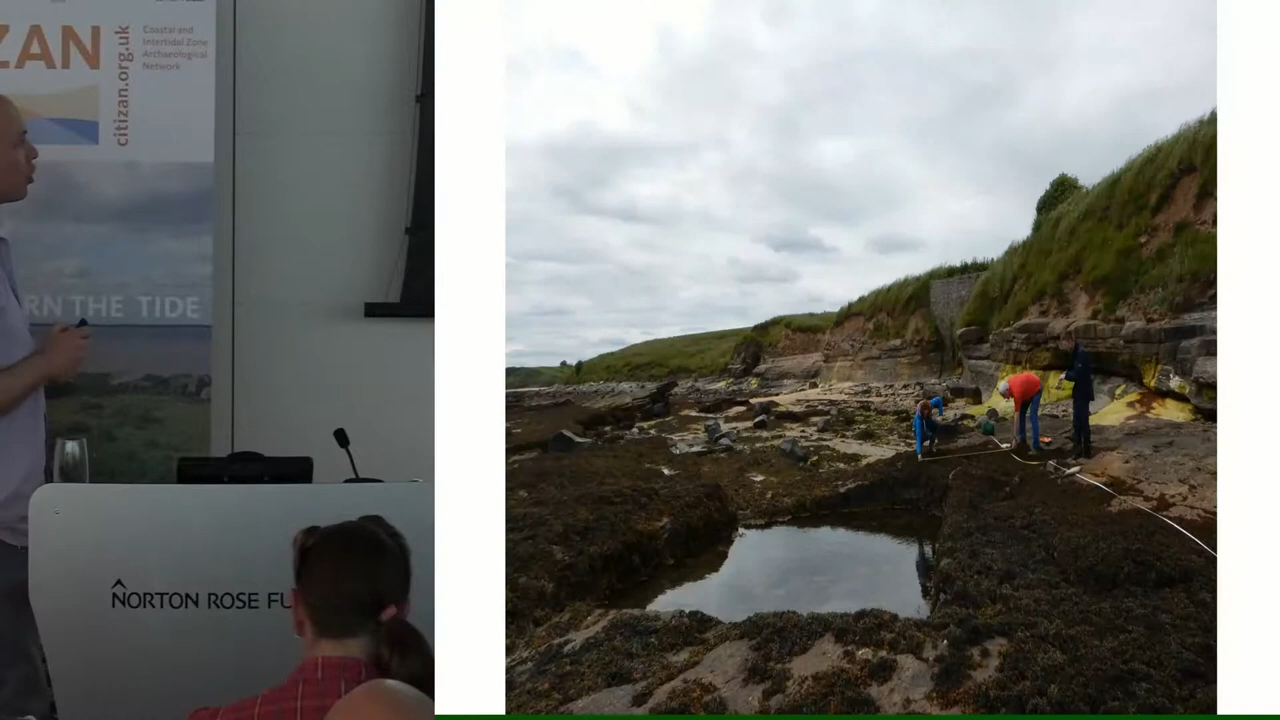 ZAN
citizan.org.uk
Coastal and
Intertidal Zone
Archaeological
Network
RN THE TIDE
NORTON ROSE FU